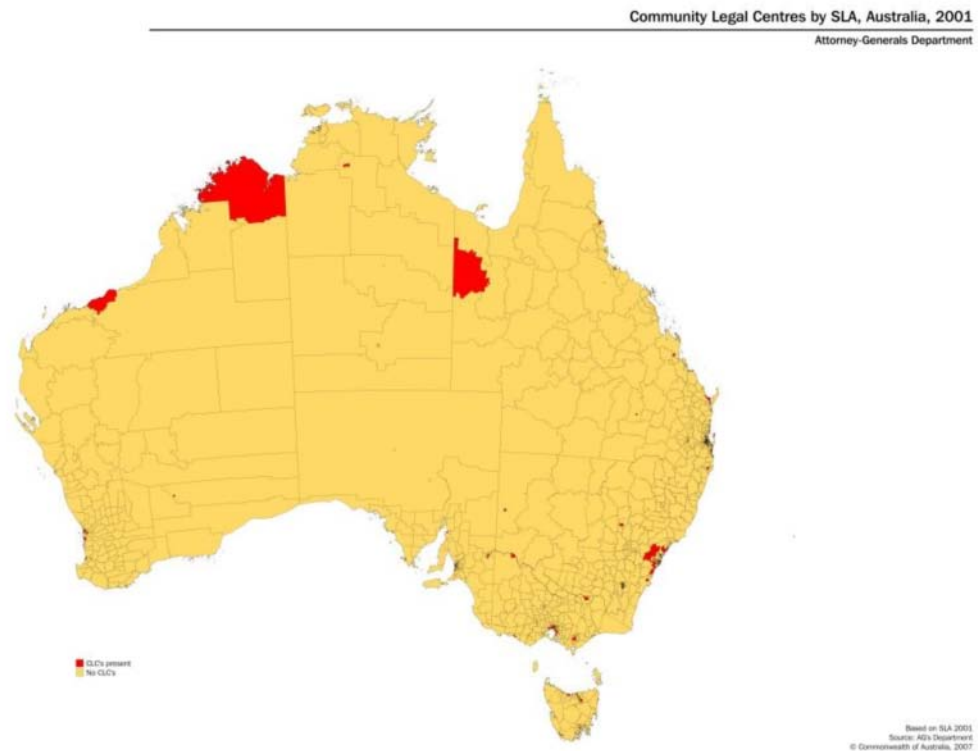 Community Legal Centres by SLA, Australia, 2001
Attorney-Generals Department
CLC's present
No CLC's
Based on SLA 2001
Source: AGs Department
© Commonwealth of Australia, 2007